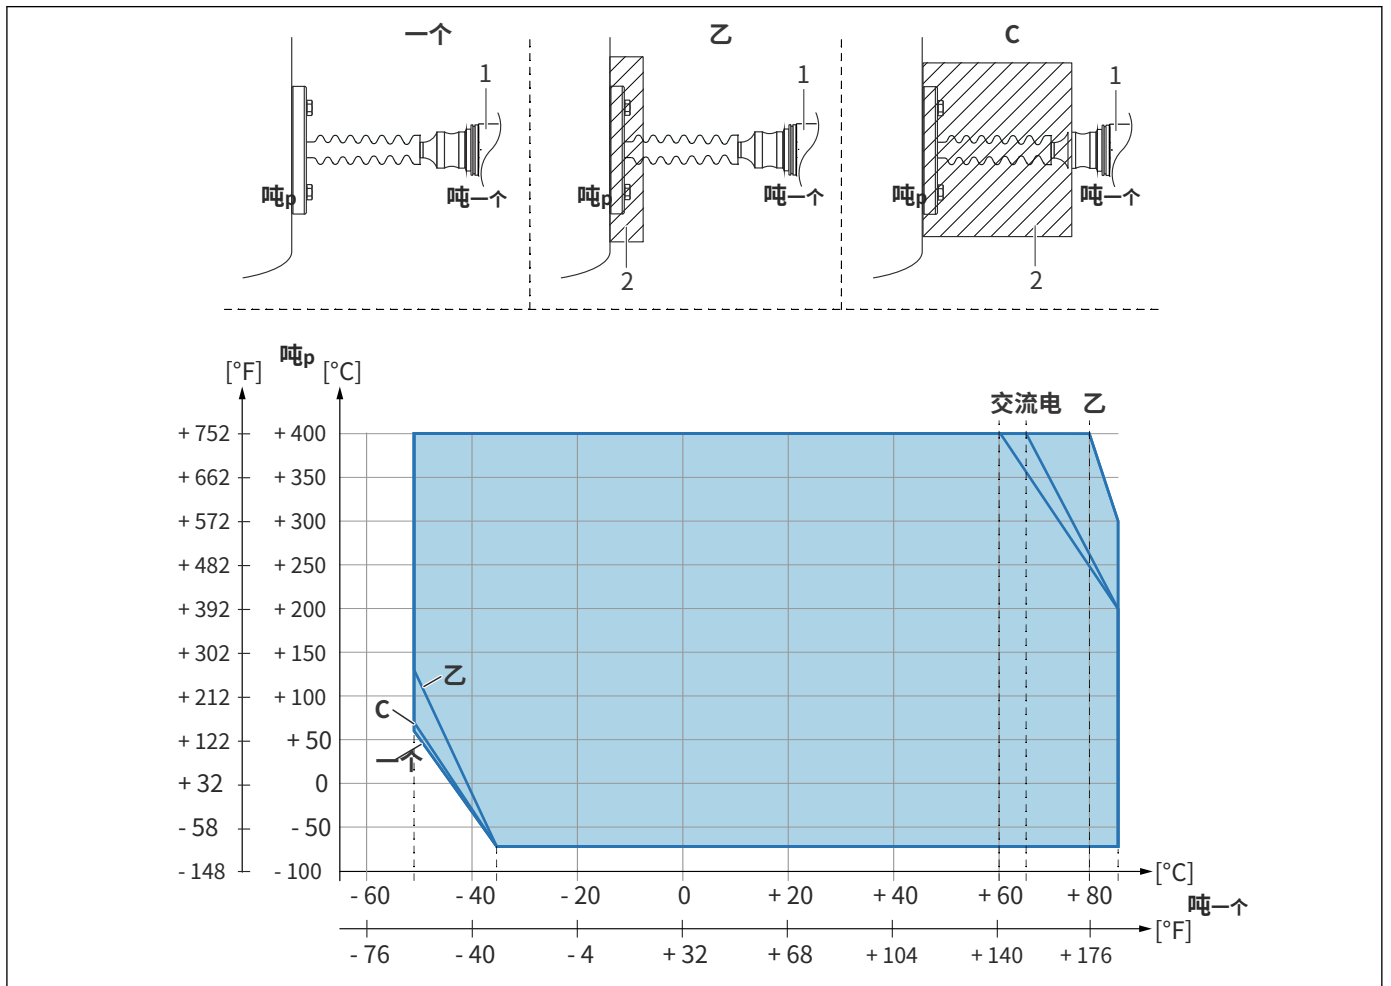 一个 乙 C
1 1 1
吨p 吨一个 吨p 吨一个 吨p 吨一个
2 2
吨p
[°F] [°C]
交流电 乙
+ 752 + 400
+ 662 + 350
+ 572 + 300
+ 482 + 250
+ 392 + 200
+ 302 + 150
乙
+ 212 + 100
C
+ 122 + 50
一个
+ 32 0
- 58 - 50
- 148 - 100
[°C]
- 60 - 40 - 20 0 + 20 + 40 + 60 + 80
吨一个
[°F]
- 76 - 40 - 4 + 32 + 68 + 104 + 140 + 176